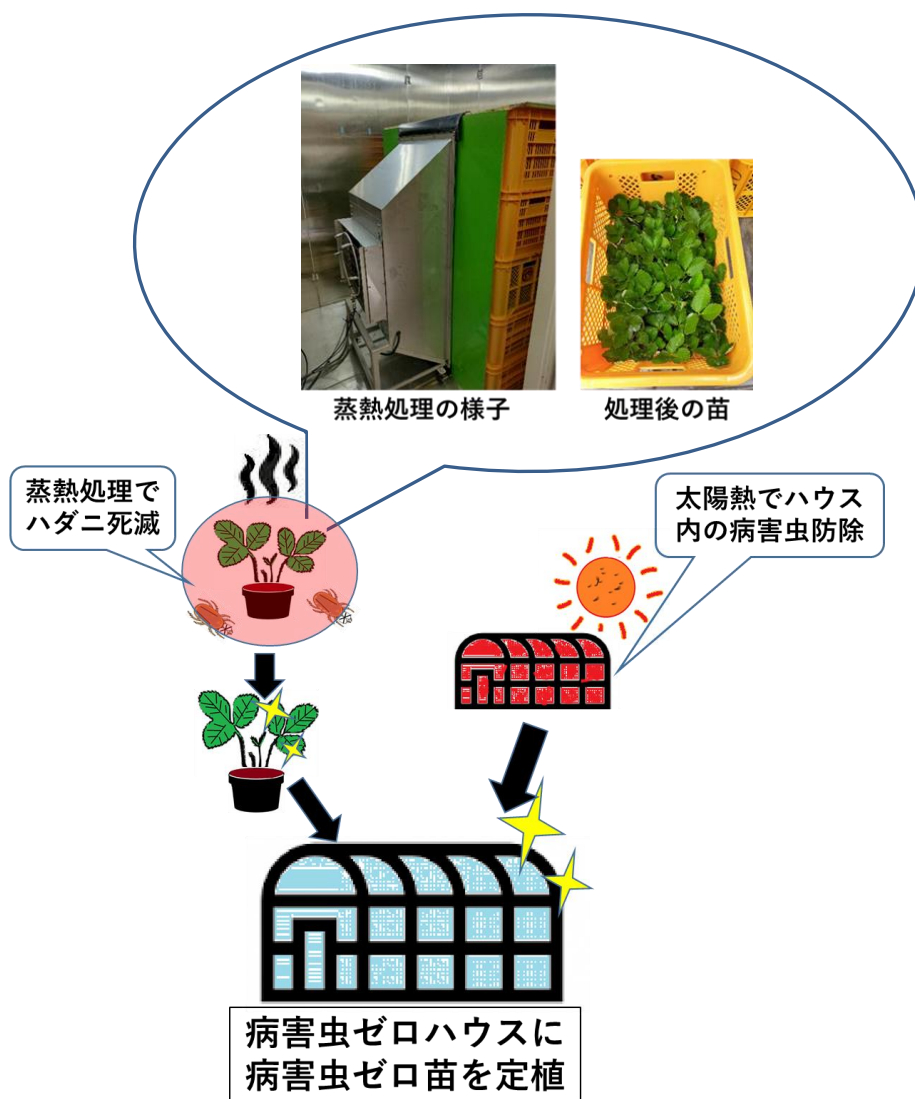 蒸熱処理の様子
処理後の苗
蒸熱処理で
ハダニ死滅
太陽熱でハウス
内の病害虫防除
病害虫ゼロハウスに
病害虫ゼロ苗を定植